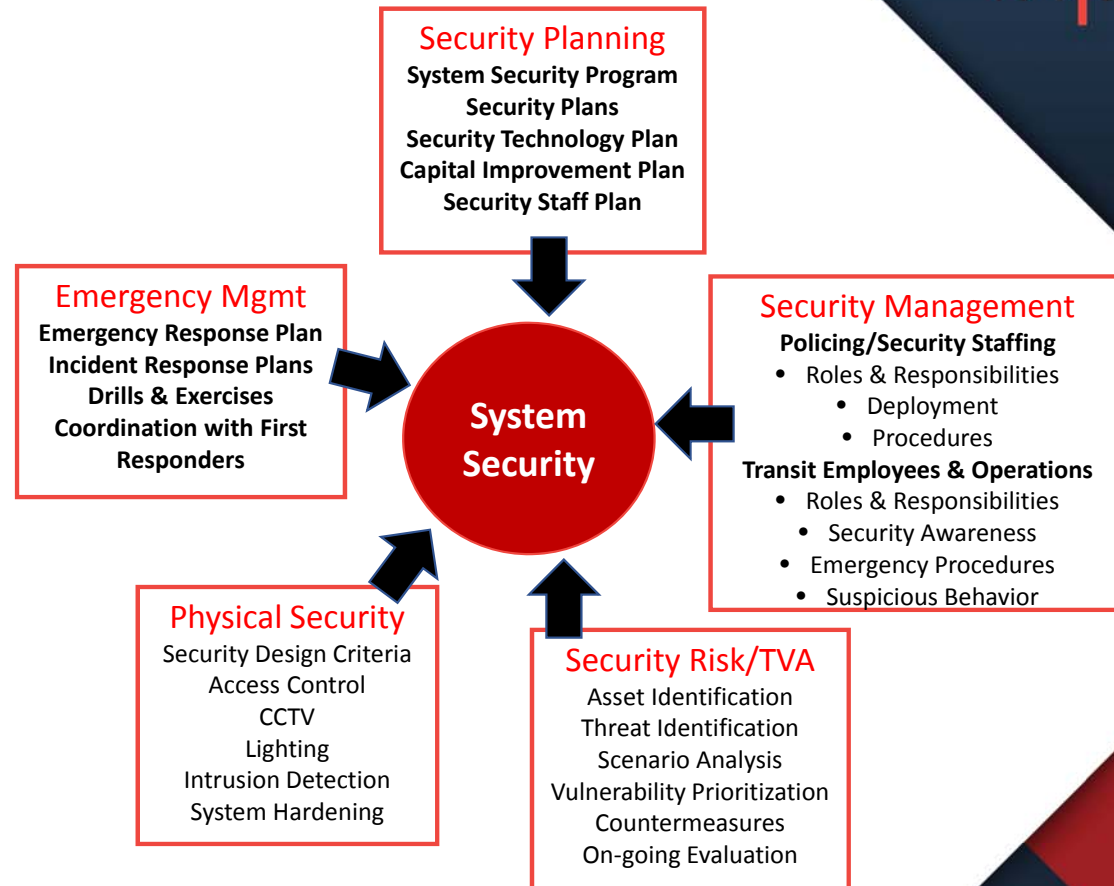 Security Planning
System Security Program
Security Plans
Security Technology Plan
Capital Improvement Plan
Security Staff Plan
Emergency Mgmt
Emergency Response Plan
Incident Response Plans
Drills & Exercises
Coordination with First
Responders
System
Security
Security Management
Policing/Security Staffing
• Roles & Responsibilities
• Deployment
• Procedures
Transit Employees & Operations
• Roles & Responsibilities
• Security Awareness
• Emergency Procedures
• Suspicious Behavior
Physical Security
Security Design Criteria
Access Control
CCTV
Lighting
Intrusion Detection
System Hardening
Security Risk/TVA
Asset Identification
Threat Identification
Scenario Analysis
Vulnerability Prioritization
Countermeasures
On-going Evaluation